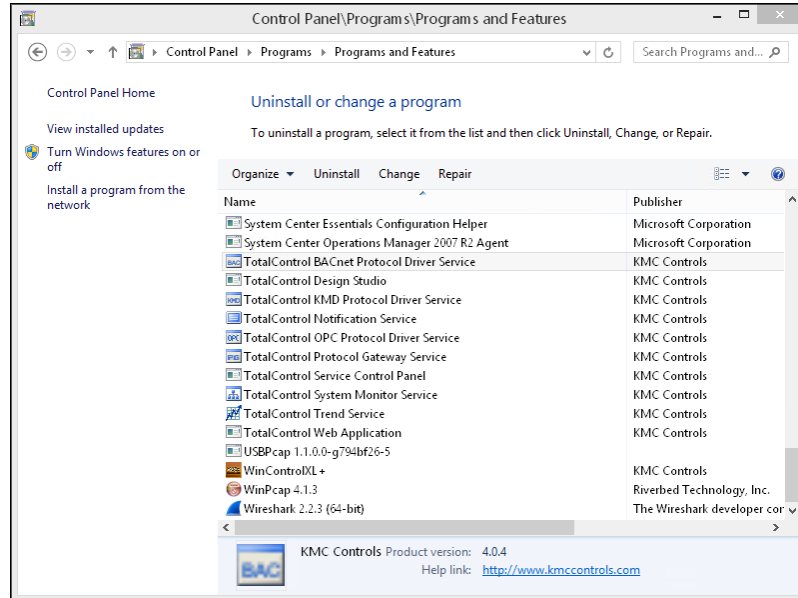 Control Panel\Programs\Programs and Features
Control Panel Programs Programs and Features
Search Programs and...
Control Panel Home
View installed updates
Turn Windows features on or
off
Install a program from the
network
Uninstall or change a program
To uninstall a program, select it from the list and then click Uninstall, Change, or Repair.
Organize Uninstall Change Repair
Name Publisher
System Center Essentials Configuration Helper Microsoft Corporation
System Center Operations Manager 2007 R2 Agent Microsoft Corporation
BAC TotalControl BACnet Protocol Driver Service KMC Controls
TotalControl Design Studio KMC Controls
KMD TotalControl KMD Protocol Driver Service KMC Controls
TotalControl Notification Service KMC Controls
OPC TotalControl OPC Protocol Driver Service KMC Controls
TotalControl Protocol Gateway Service KMC Controls
TotalControl Service Control Panel KMC Controls
TotalControl System Monitor Service KMC Controls
TotalControl Trend Service KMC Controls
TotalControl Web Application KMC Controls
USBPcap 1.1.0.0-g794bf26-5
WinControlXL+ KMC Controls
WinPcap 4.1.3 Riverbed Technology, Inc.
Wireshark 2.2.3 (64-bit) The Wireshark developer
BAC
KMC Controls Product version: 4.0.4
Help link: http://www.kmccontrols.com